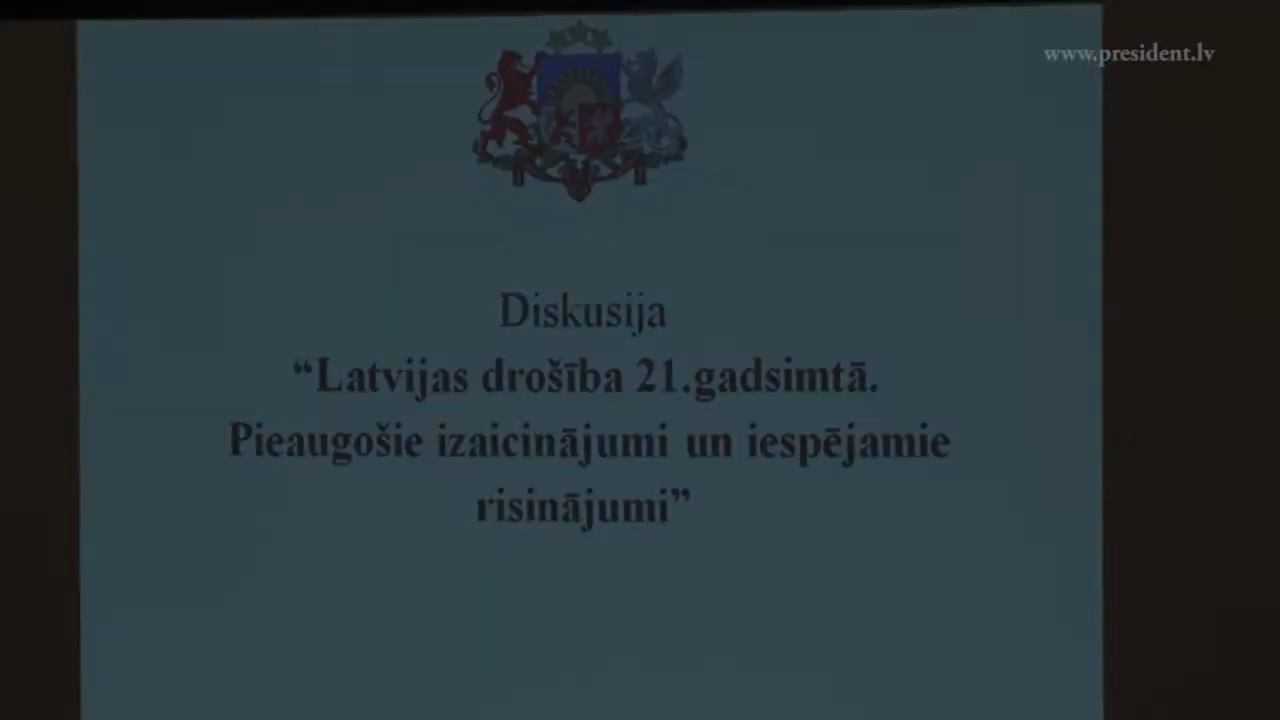 www.president.lv
Diskusija
“Latvijas drošība 21.gadsimtā.
Pieaugošie izaicinājumi un iespējamie
risinājumi”